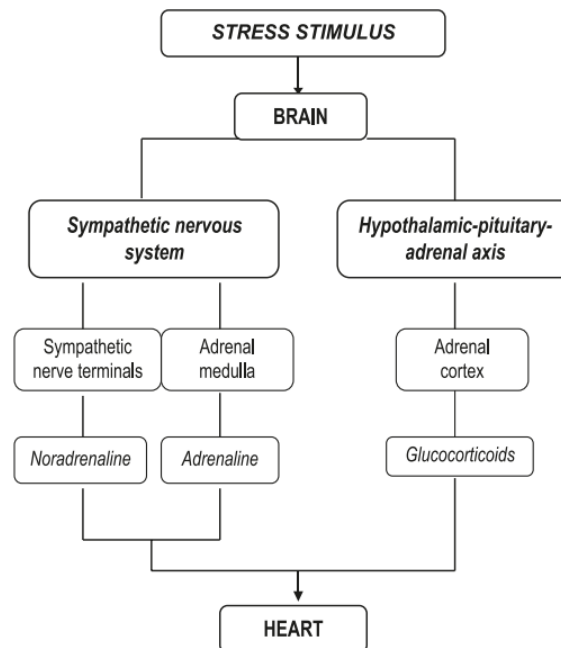 STRESS STIMULUS
BRAIN
Sympathetic nervous
system
Hypothalamic-pituitary-
adrenal axis
Sympathetic
nerve terminals
Adrenal
medulla
Adrenal
cortex
Noradrenaline
Adrenaline
Glucocorticoids
HEART